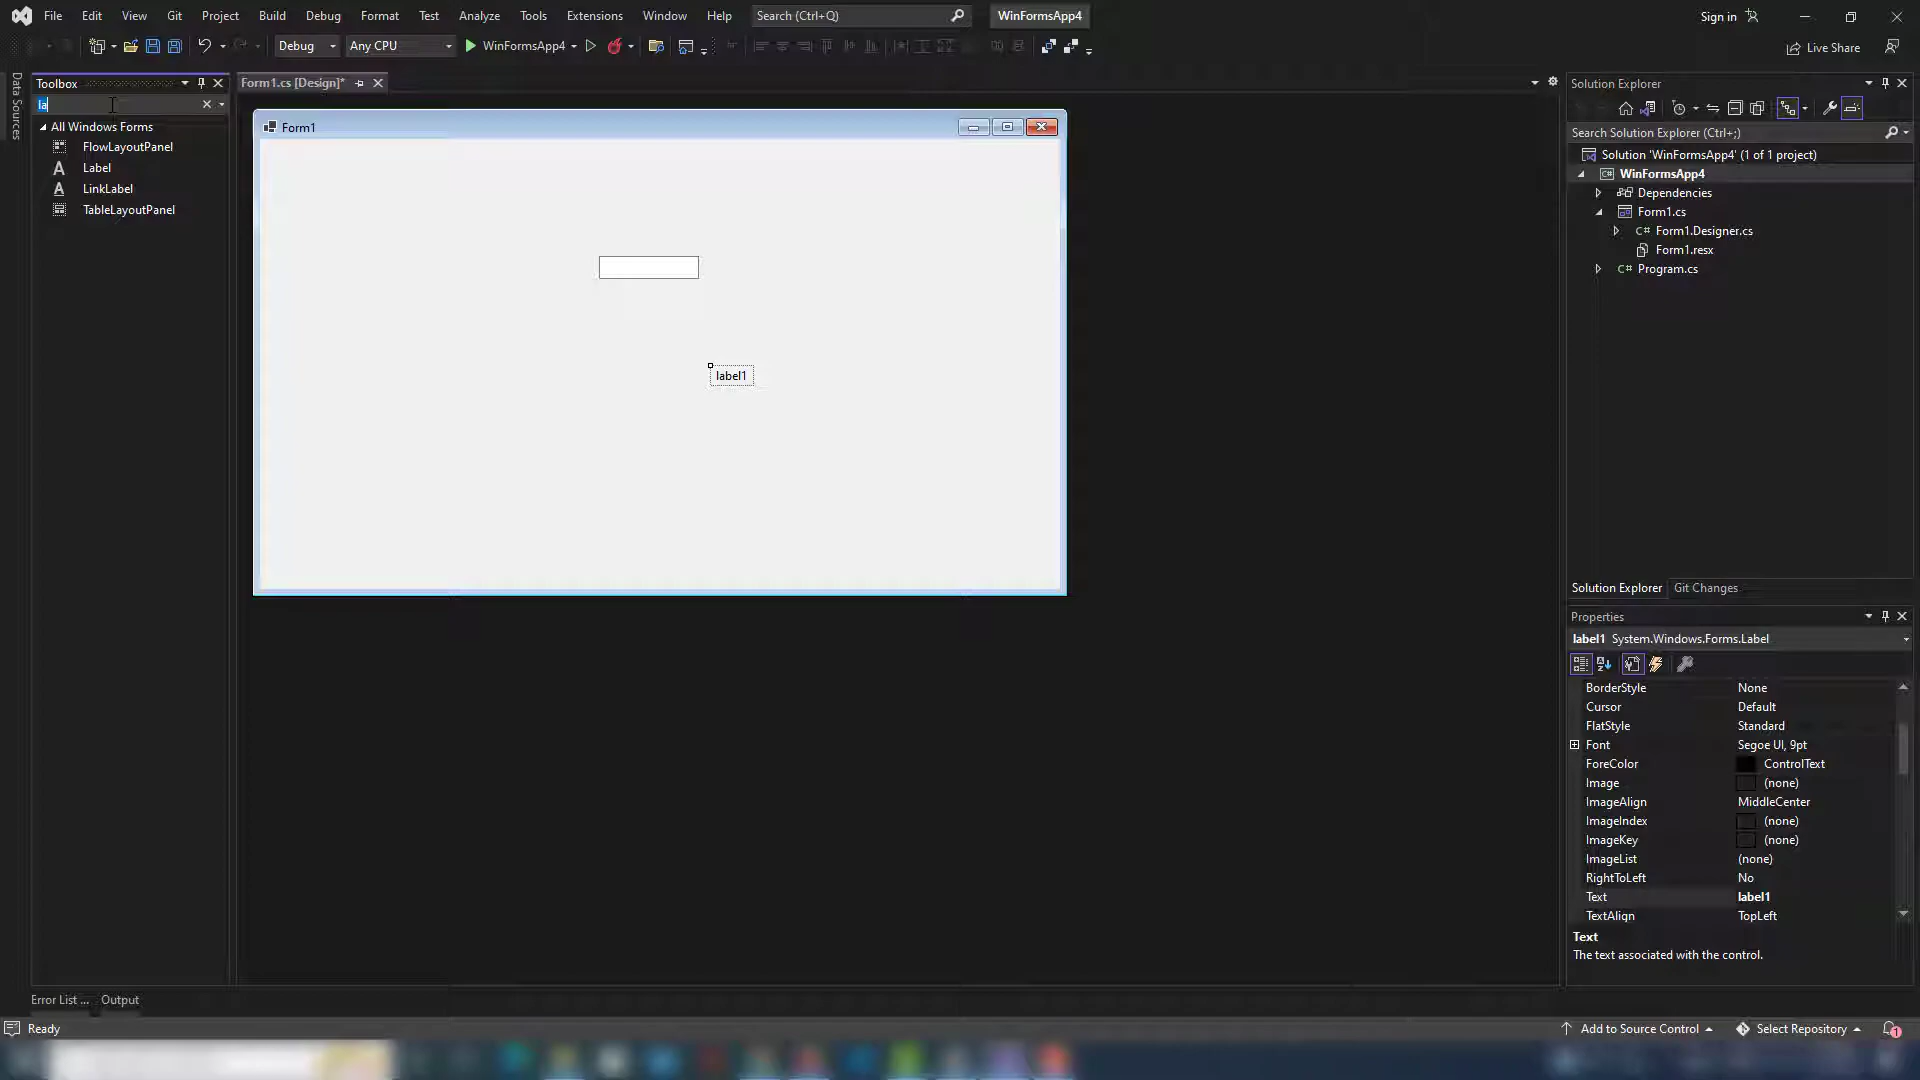 File Edit View Git Project Build Debug Format Test Analyze Tools Extensions Window Help Search (Ctrl+Q) WinFormsApp4 Sign in
Debug Any CPU WinFormsApp4 Live Share
Data Sources
Toolbox
la
All Windows Forms
FlowLayoutPanel
Label
LinkLabel
TableLayoutPanel
Form1.cs [Design]*
Form1
label1
Solution Explorer
Search Solution Explorer (Ctrl+;)
Solution 'WinFormsApp4' (1 of 1 project)
WinFormsApp4
Dependencies
Form1.cs
C# Form1.Designer.cs
Form1.resx
C# Program.cs
Solution Explorer Git Changes
Properties
label1 System.Windows.Forms.Label
BorderStyle None
Cursor Default
FlatStyle Standard
Font Segoe UI, 9pt
ForeColor ControlText
Image (none)
ImageAlign MiddleCenter
ImageIndex (none)
ImageKey (none)
ImageList (none)
RightToLeft No
Text label1
TextAlign TopLeft
Text
The text associated with the control.
Error List ... Output
Ready
Add to Source Control Select Repository 1